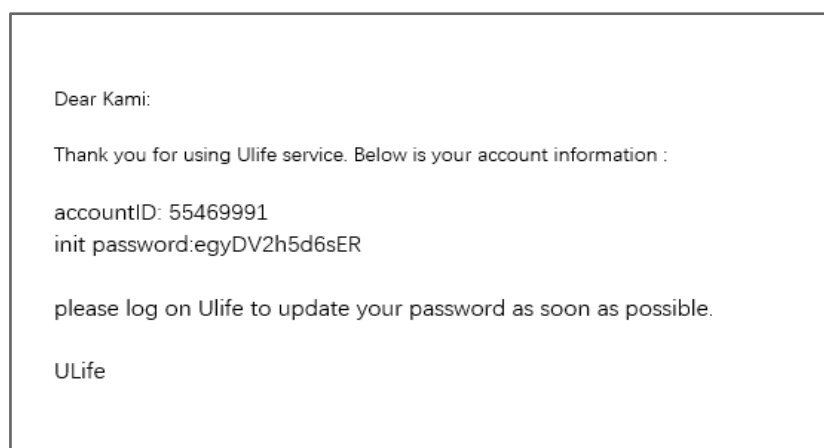 Dear Kami:
Thank you for using Ulife service. Below is your account information :
accountID: 55469991
init password:egyDV2h5d6sER
please log on Ulife to update your password as soon as possible.
ULife